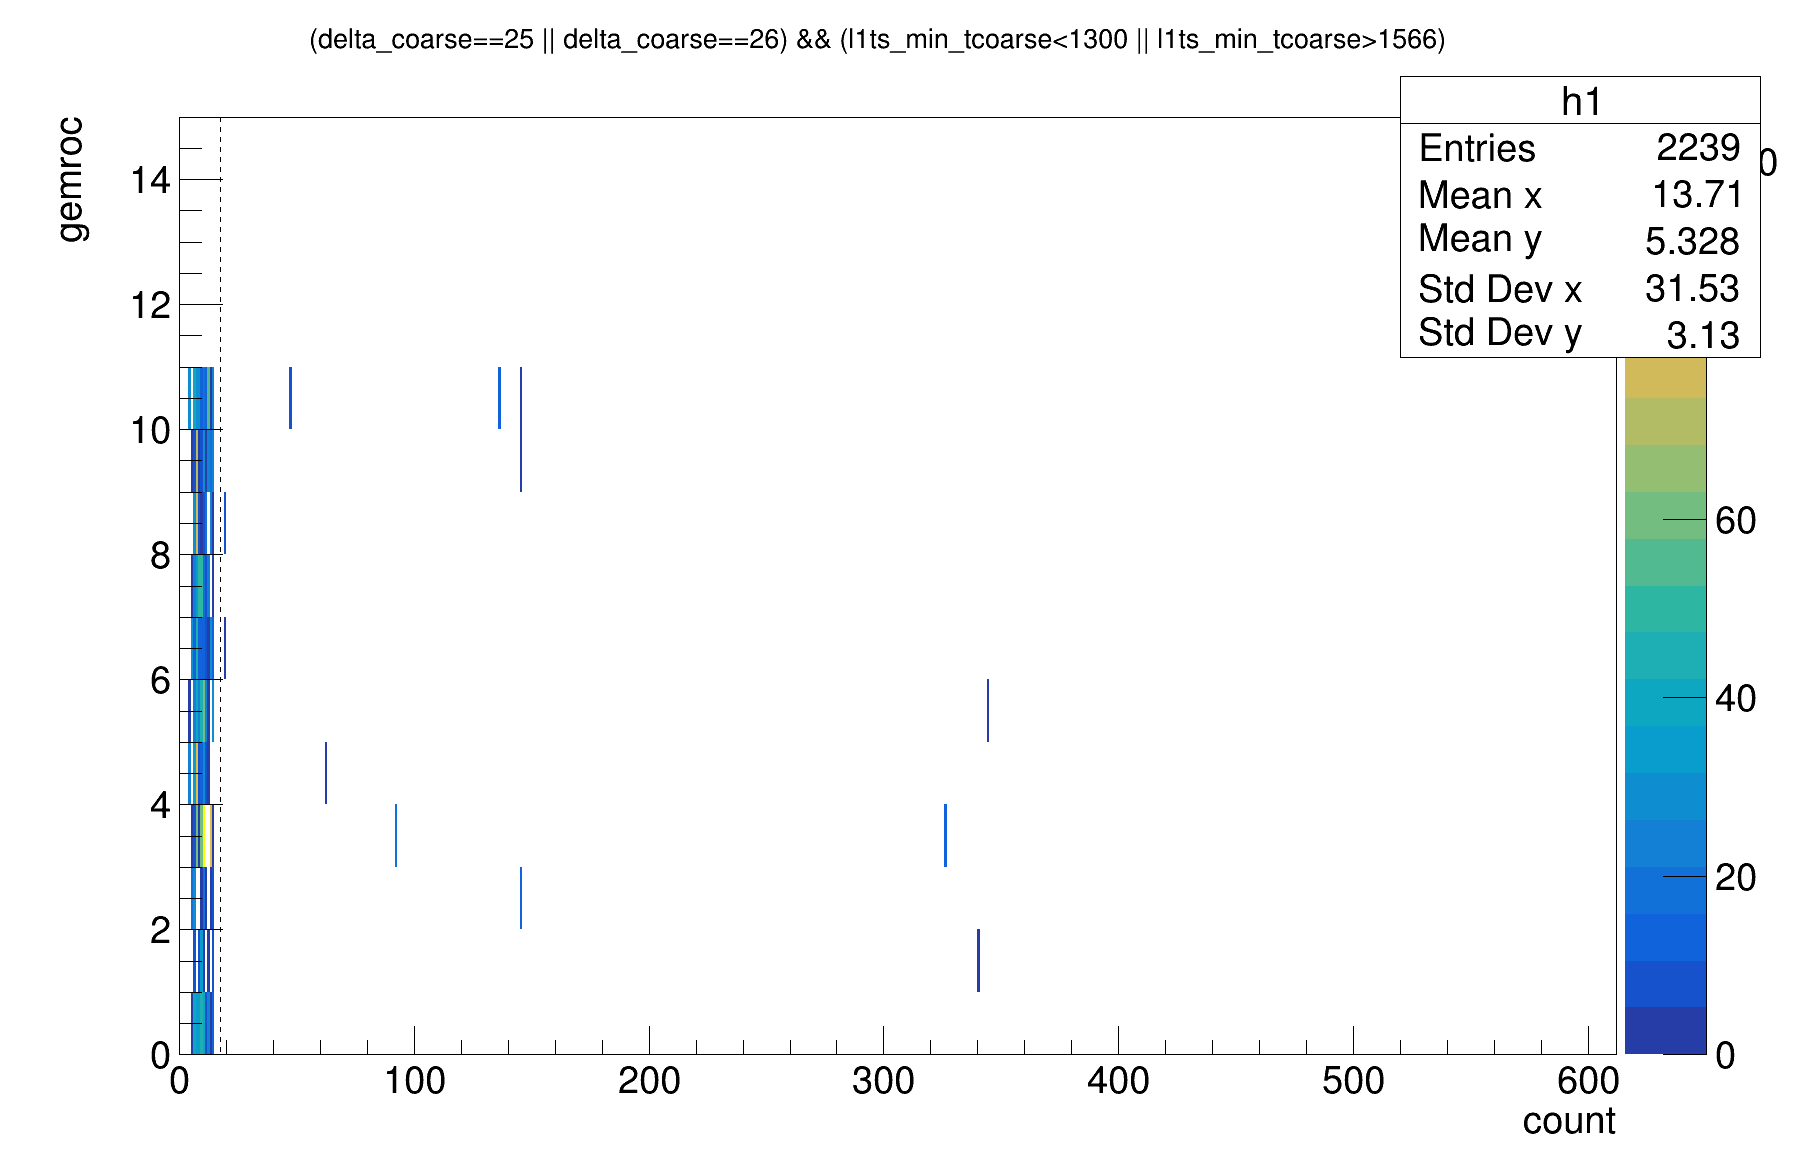 (delta_coarse==25 || delta_coarse==26) && (l1ts_min_tcoarse<1300 || l1ts_min_tcoarse>1566)
h1
Entries 2239
Mean x 13.71
Mean y 5.328
Std Dev x 31.53
Std Dev y 3.13
gemroc
14
12
10
8
6
4
2
0
0 100 200 300 400 500 600
count
0
60
40
20
0